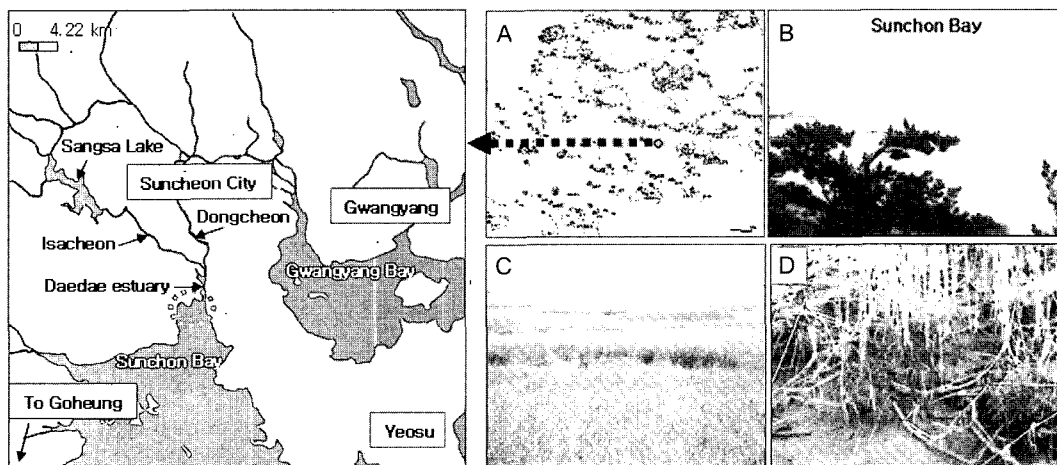 0 4.22 km
Sangsa Lake
Suncheon City
Dongcheon
Gwangyang
Isacheon
Gwangyang Bay
Daedae estuary
Sunchon Bay
To Goheung
Yeosu
A
B
Sunchon Bay
C
D